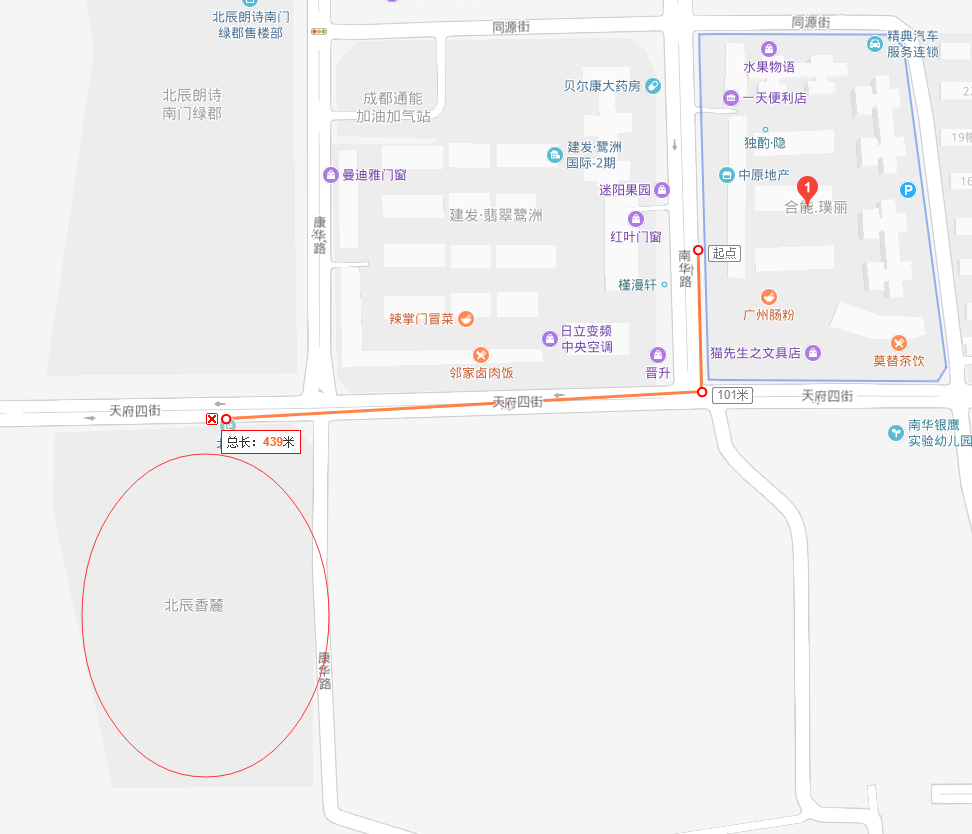 北辰朗诗南门
绿郡售楼部
同源街
同源街
精典汽车
服务连锁
水果物语
贝尔康大药房
北辰朗诗
南门绿郡
成都通能
加油加气站
一天便利店
22
19幢
独酌·隐
建发·鹭洲
国际-2期
曼迪雅门窗
中原地产
16
迷阳果园
P
1
合能.璞丽
建发·翡翠鹭洲
康华路
红叶门窗
南华路
起点
槿漫轩
广州肠粉
辣掌门冒菜
日立变频
中央空调
猫先生之文具店
晋升
莫替茶饮
邻家卤肉饭
101米
天府四街
天府四街
天府四街
南华银鹰
实验幼儿园
北
总长：439米
北辰香麓
康华路